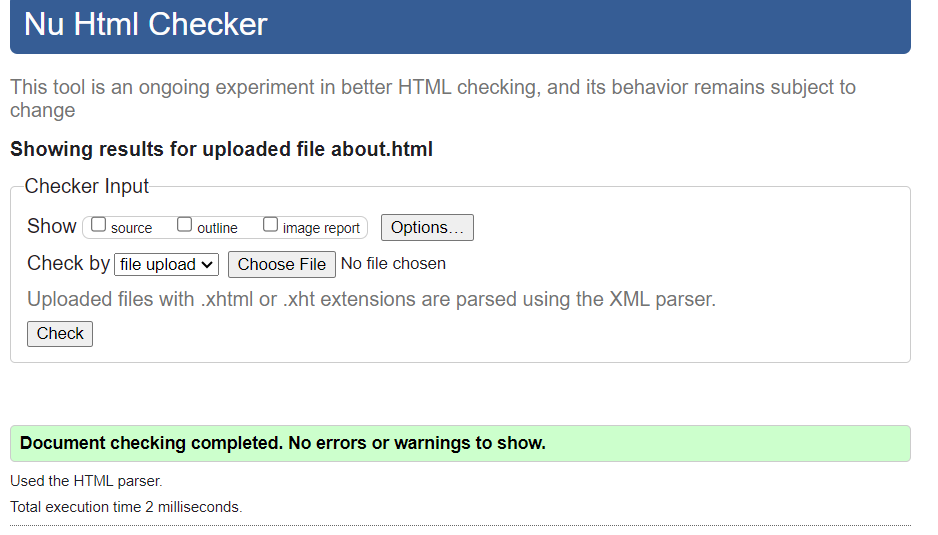 Nu Html Checker
This tool is an ongoing experiment in better HTML checking, and its behavior remains subject to
change
Showing results for uploaded file about.html
Checker Input
Show source outline image report Options...
Check by file upload Choose File No file chosen
Uploaded files with .xhtml or .xht extensions are parsed using the XML parser.
Check
Document checking completed. No errors or warnings to show.
Used the HTML parser.
Total execution time 2 milliseconds.